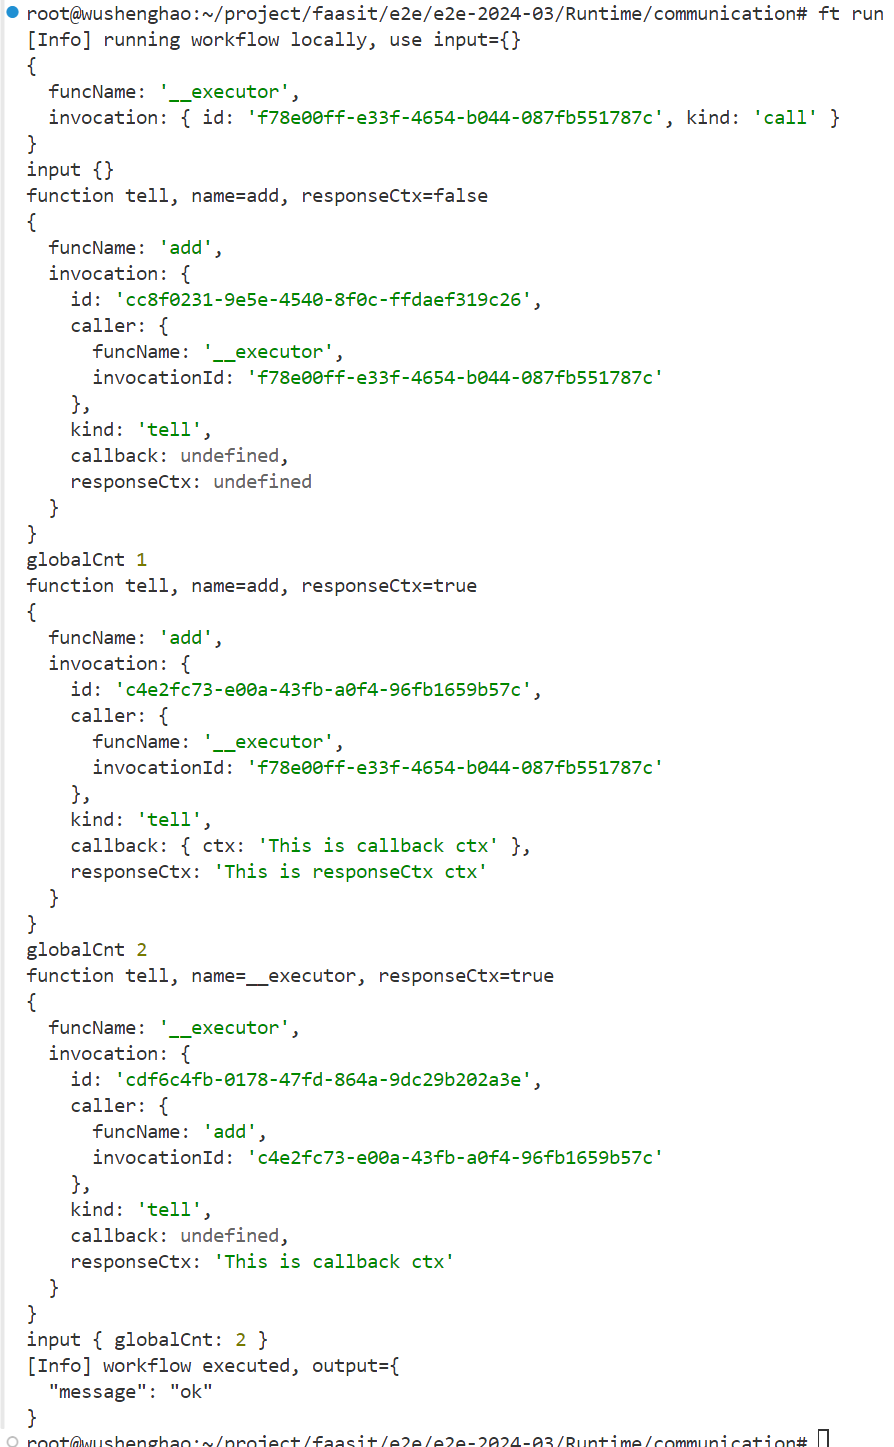 root@wushenghao:~/project/faasit/e2e/e2e-2024-03/Runtime/communication# ft run
[Info] running workflow locally, use input={}
{
  funcName: '__executor',
  invocation: { id: 'f78e00ff-e33f-4654-b044-087fb551787c', kind: 'call' }
}
input {}
function tell, name=add, responseCtx=false
{
  funcName: 'add',
  invocation: {
    id: 'cc8f0231-9e5e-4540-8f0c-ffdaef319c26',
    caller: {
      funcName: '__executor',
      invocationId: 'f78e00ff-e33f-4654-b044-087fb551787c'
    },
    kind: 'tell',
    callback: undefined,
    responseCtx: undefined
  }
}
globalCnt 1
function tell, name=add, responseCtx=true
{
  funcName: 'add',
  invocation: {
    id: 'c4e2fc73-e00a-43fb-a0f4-96fb1659b57c',
    caller: {
      funcName: '__executor',
      invocationId: 'f78e00ff-e33f-4654-b044-087fb551787c'
    },
    kind: 'tell',
    callback: { ctx: 'This is callback ctx' },
    responseCtx: 'This is responseCtx ctx'
  }
}
globalCnt 2
function tell, name=__executor, responseCtx=true
{
  funcName: '__executor',
  invocation: {
    id: 'cdf6c4fb-0178-47fd-864a-9dc29b202a3e',
    caller: {
      funcName: 'add',
      invocationId: 'c4e2fc73-e00a-43fb-a0f4-96fb1659b57c'
    },
    kind: 'tell',
    callback: undefined,
    responseCtx: 'This is callback ctx'
  }
}
input { globalCnt: 2 }
[Info] workflow executed, output={
  "message": "ok"
}
root@wushenghao:~/project/faasit/e2e/e2e-2024-03/Runtime/communication#